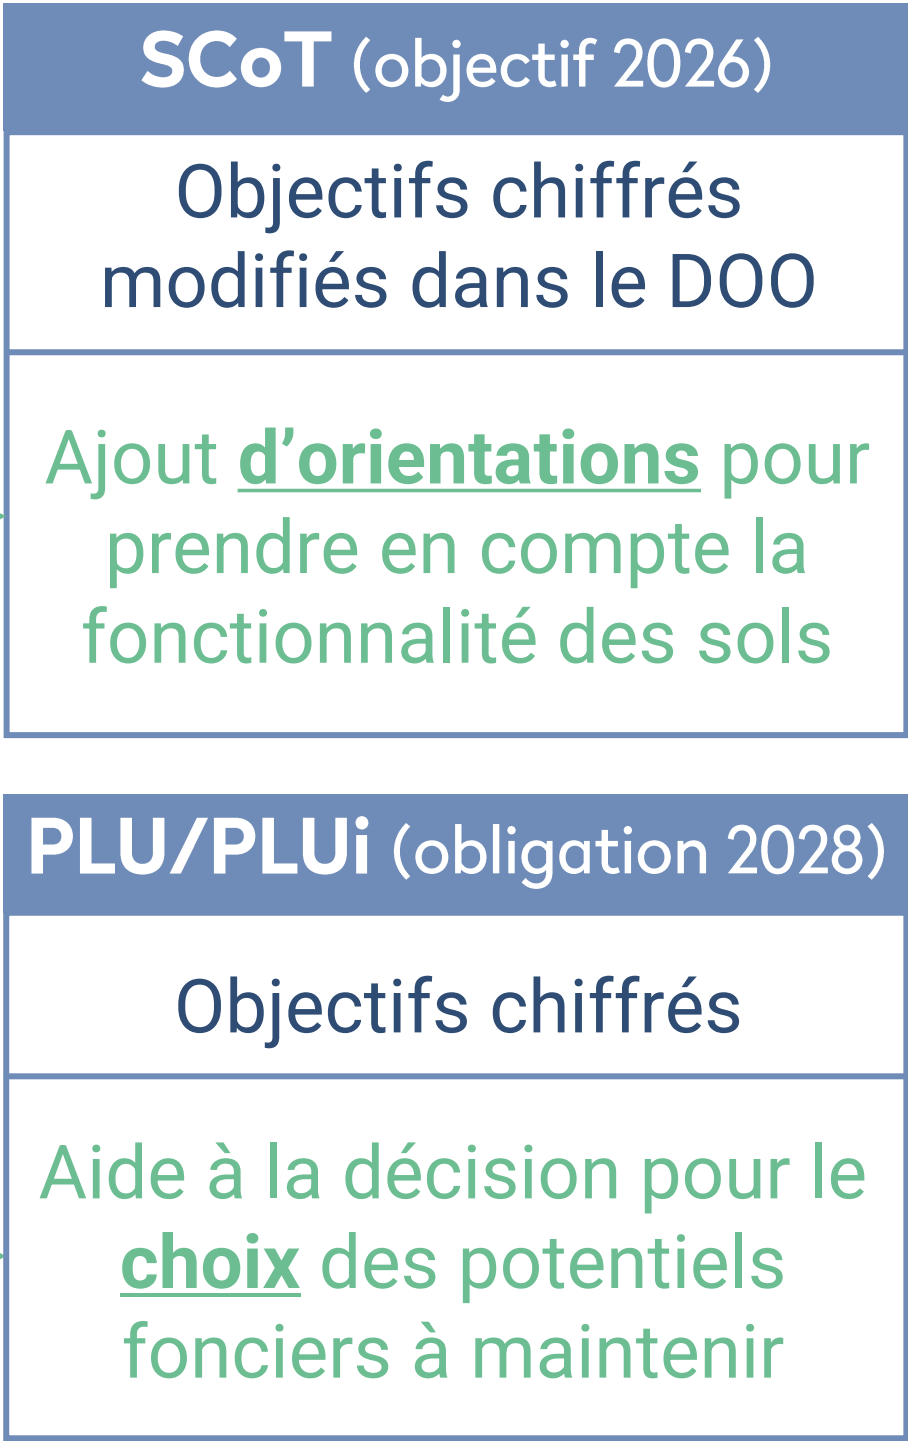 SCoT (objectif 2026)
Objectifs chiffrés
modifiés dans le DOO
Ajout d’orientations pour
prendre en compte la
fonctionnalité des sols
PLU/PLUi (obligation 2028)
Objectifs chiffrés
Aide à la décision pour le
choix des potentiels
fonciers à maintenir